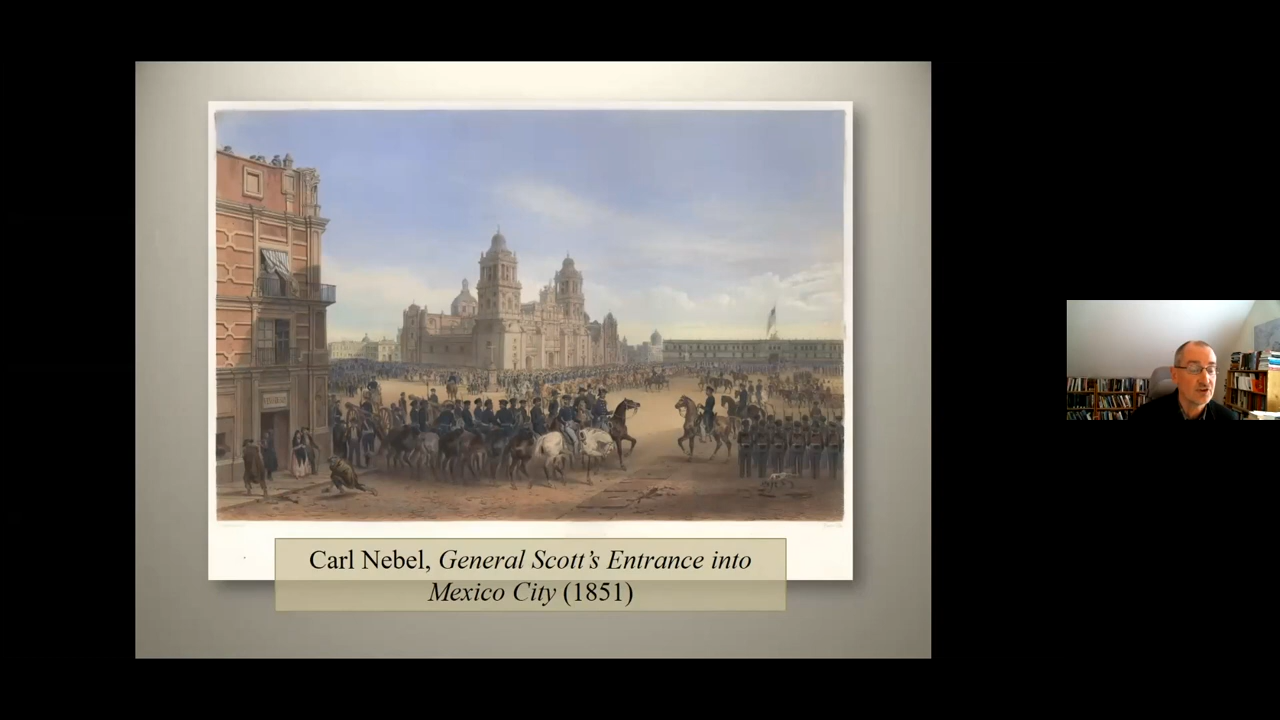 Carl Nebel, General Scott’s Entrance into
Mexico City (1851)